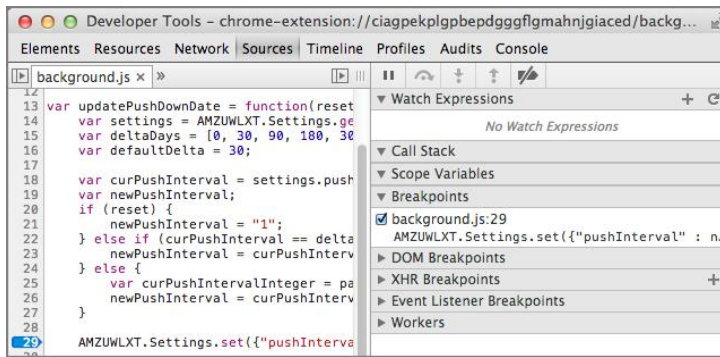 Developer Tools - chrome-extension://ciagpekplgpbepdgggflgmahnjgiaced/backg...
Elements Resources Network Sources Timeline Profiles Audits Console
background.js × »
12
13 var updatePushDownDate = function(reset
14 var settings = AMZUWLXT.Settings.ge
15 var deltaDays = [0, 30, 90, 180, 30
16 var defaultDelta = 30;
17
18 var curPushInterval = settings.push
19 var newPushInterval;
20 if (reset) {
21 newPushInterval = "1";
22 } else if (curPushInterval == delta
23 newPushInterval = curPushInterv
24 } else {
25 var curPushIntervalInteger = pa
26 newPushInterval = curPushInterv
27 }
28
29 AMZUWLXT.Settings.set({"pushInterva
Watch Expressions
No Watch Expressions
Call Stack
Scope Variables
Breakpoints
background.js:29
AMZUWLXT.Settings.set({"pushInterval" : n.
DOM Breakpoints
XHR Breakpoints
Event Listener Breakpoints
Workers